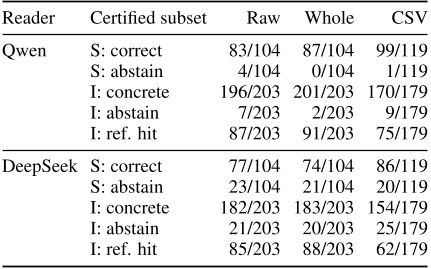 Reader Certified subset Raw Whole CSV
Qwen S: correct 83/104 87/104 99/119
S: abstain 4/104 0/104 1/119
I: concrete 196/203 201/203 170/179
I: abstain 7/203 2/203 9/179
I: ref. hit 87/203 91/203 75/179
DeepSeek S: correct 77/104 74/104 86/119
S: abstain 23/104 21/104 20/119
I: concrete 182/203 183/203 154/179
I: abstain 21/203 20/203 25/179
I: ref. hit 85/203 88/203 62/179